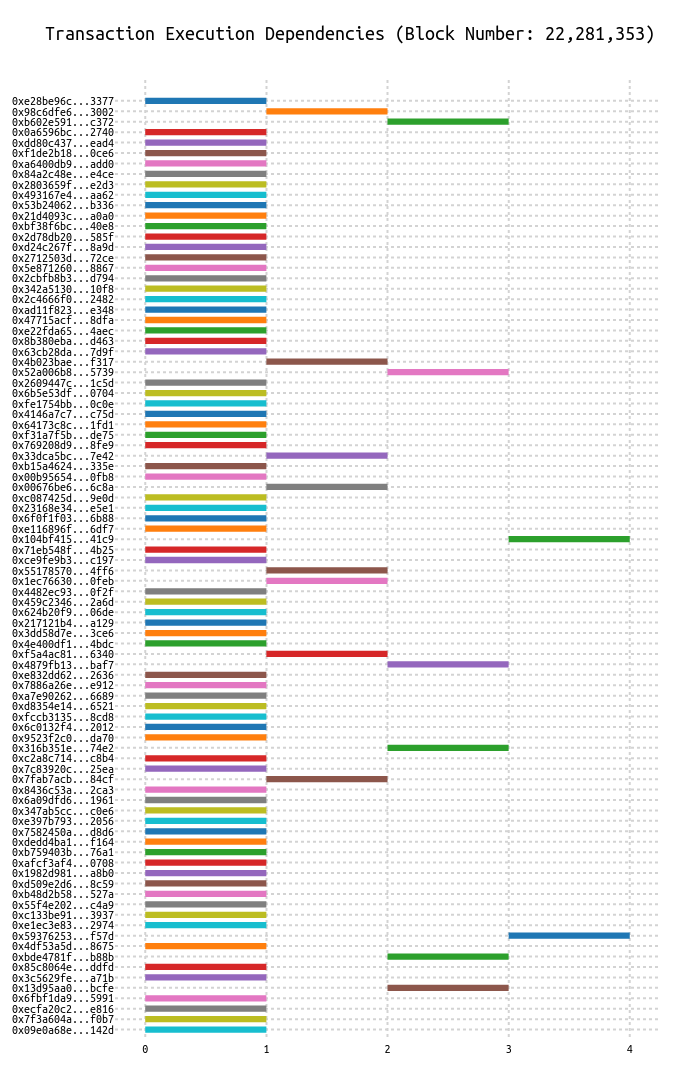 Transaction Execution Dependencies (Block Number: 22,281,353)
0xe28be96c...3377
0x98c6dfe6...3002
0xb602e591...c372
0x0a6596bc...2740
0xdd80c437...ead4
0xf1de2b18...0ce6
0xa6400db9...add0
0x84a2c48e...e4ce
0x2803659f...e2d3
0x493167e4...aa62
0x53b24062...b336
0x21d4093c...a0a0
0xbf38f6bc...40e8
0x2d78db20...585f
0xd24c267f...8a9d
0x2712503d...72ce
0x5e871260...8867
0x2cbfb8b3...d794
0x342a5130...10f8
0x2c4666f0...2482
0xad11f823...e348
0x47715acf...8dfa
0xe22fda65...4aec
0x8b380eba...d463
0x63cb28da...7d9f
0x4b023bae...f317
0x52a006b8...5739
0x2609447c...1c5d
0x6b5e53df...0704
0xfe1754bb...0c0e
0x4146a7c7...c75d
0x64173c8c...1fd1
0xf31a7f5b...de75
0x769208d9...8fe9
0x33dca5bc...7e42
0xb15a4624...335e
0x00b95654...0fb8
0x00676be6...6c8a
0xc087425d...9e0d
0x23168e34...e5e1
0x6f0f1f03...6b88
0xe116896f...6df7
0x104bf415...41c9
0x71eb548f...4b25
0xce9fe9b3...c197
0x55178570...4ff6
0x1ec76630...0feb
0x4482ec93...0f2f
0x459c2346...2a6d
0x624b20f9...06de
0x217121b4...a129
0x3dd58d7e...3ce6
0x4e400df1...4bdc
0xf5a4ac81...6340
0x4879fb13...baf7
0xe832dd62...2636
0x7886a26e...e912
0xa7e90262...6689
0xd8354e14...6521
0xfccb3135...8cd8
0x6c0132f4...2012
0x9523f2c0...da70
0x316b351e...74e2
0xc2a8c714...c8b4
0x7c83920c...25ea
0x7fab7acb...84cf
0x8436c53a...2ca3
0x6a09dfd6...1961
0x347ab5cc...c0e6
0xe397b793...2056
0x7582450a...d8d6
0xdedd4ba1...f164
0xb759403b...76a1
0xafcf3af4...0708
0x1982d981...a8b0
0xd509e2d6...8c59
0xb48d2b58...527a
0x55f4e202...c4a9
0xc133be91...3937
0xe1ec3e83...2974
0x59376253...f57d
0x4df53a5d...8675
0xbde4781f...b88b
0x85c8064e...ddfd
0x3c5629fe...a71b
0x13d95aa0...bcfe
0x6fbf1da9...5991
0xecfa20c2...e816
0x7f3a604a...f0b7
0x09e0a68e...142d
0 1 2 3 4